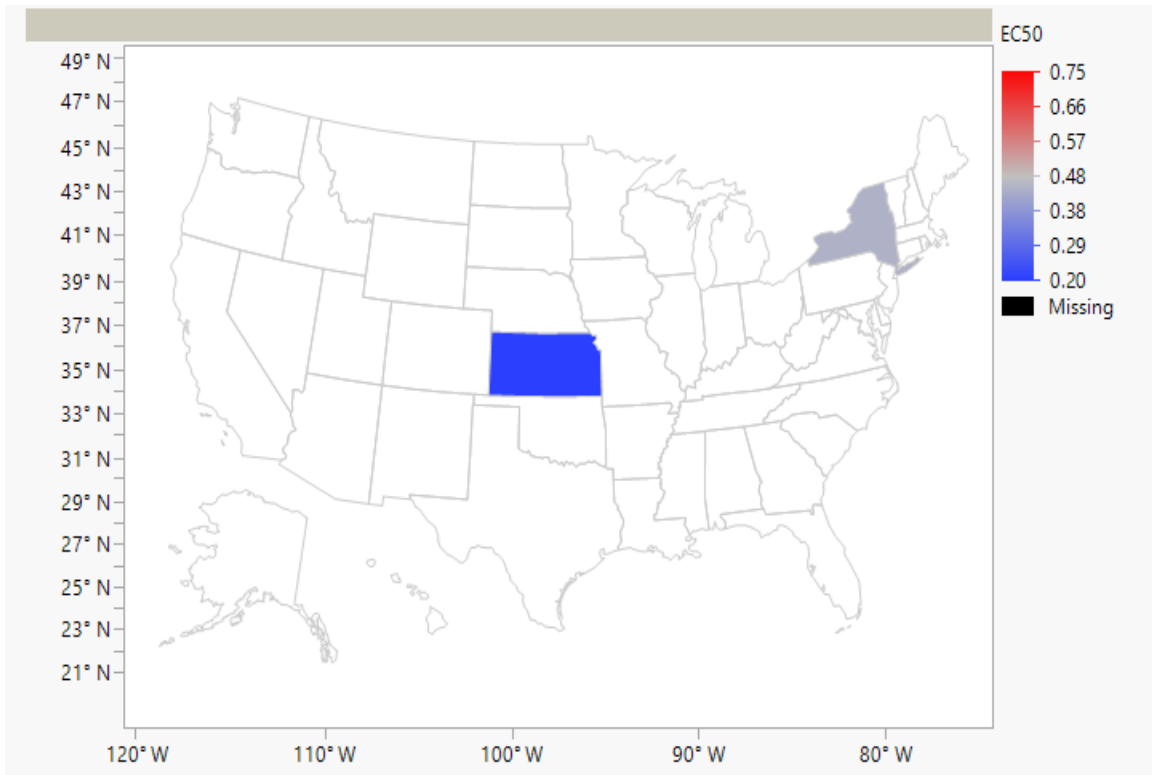 EC50
0.75
0.66
0.57
0.48
0.38
0.29
0.20
Missing
49° N
47° N
45° N
43° N
41° N
39° N
37° N
35° N
33° N
31° N
29° N
27° N
25° N
23° N
21° N
120° W
110° W
100° W
90° W
80° W